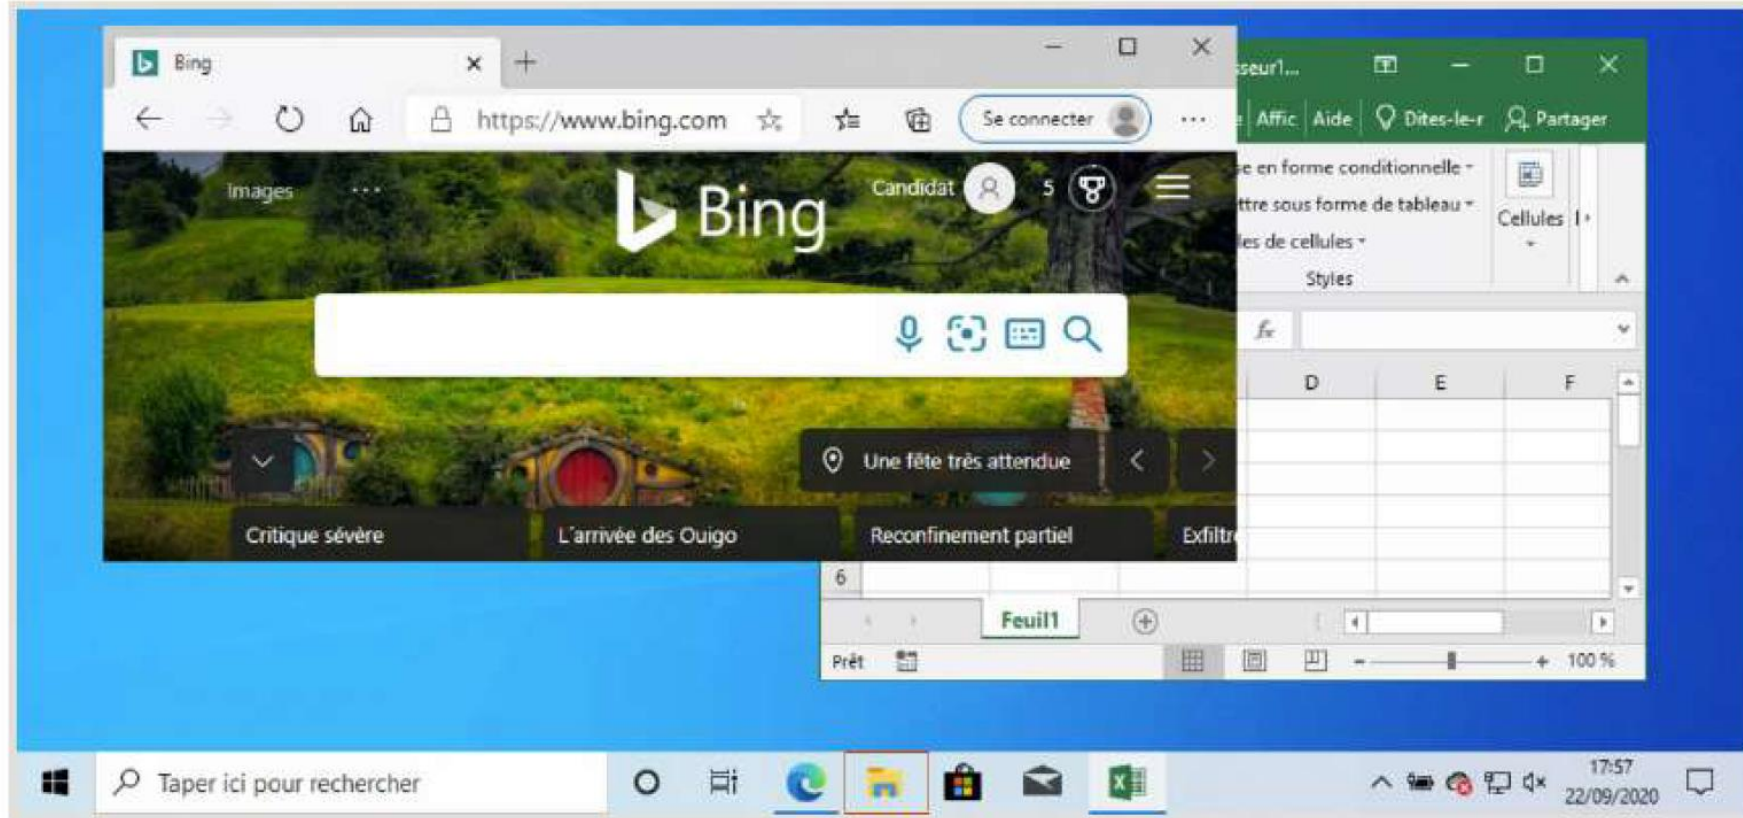 Bing
https://www.bing.com
Se connecter
Images
Bing
Candidat
5
Une fête très attendue
Critique sévère
L'arrivée des Ouigo
Reconfinement partiel
Exfiltr
sseur1...
Affic
Aide
Dites-le-r
Partager
e en forme conditionnelle
ttre sous forme de tableau
les de cellules
Styles
Cellules
fx
D
E
F
6
Feuil1
Prêt
100 %
Taper ici pour rechercher
17:57
22/09/2020